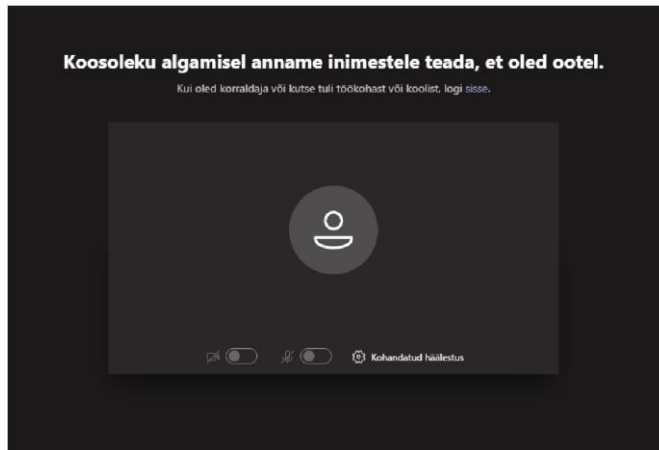 Koosoleku algamisel anname inimestele teada, et oled ootel.
Kui oled korraldaja või kutse tuli töökohast või koolist, logi sisse.
Kohandatud häälestus